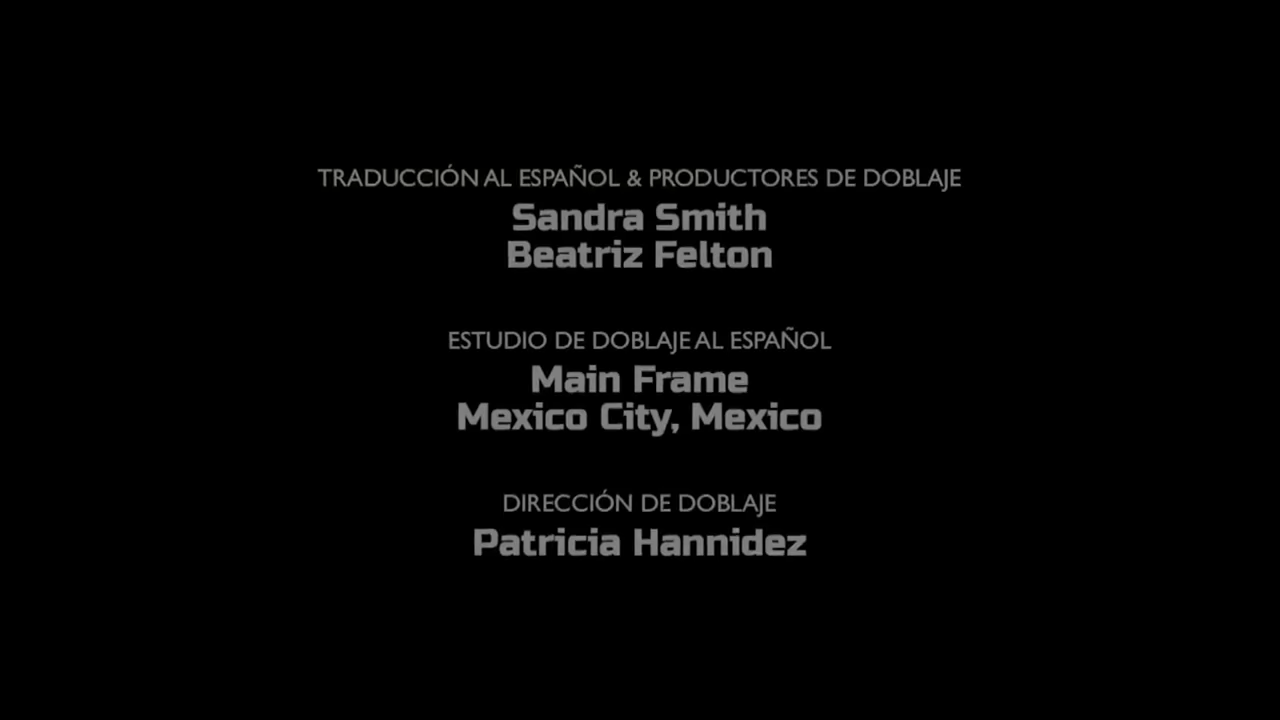 TRADUCCIÓN AL ESPAÑOL & PRODUCTORES DE DOBLAJE
Sandra Smith
Beatriz Felton
ESTUDIO DE DOBLAJE AL ESPAÑOL
Main Frame
Mexico City, Mexico
DIRECCIÓN DE DOBLAJE
Patricia Hannidez